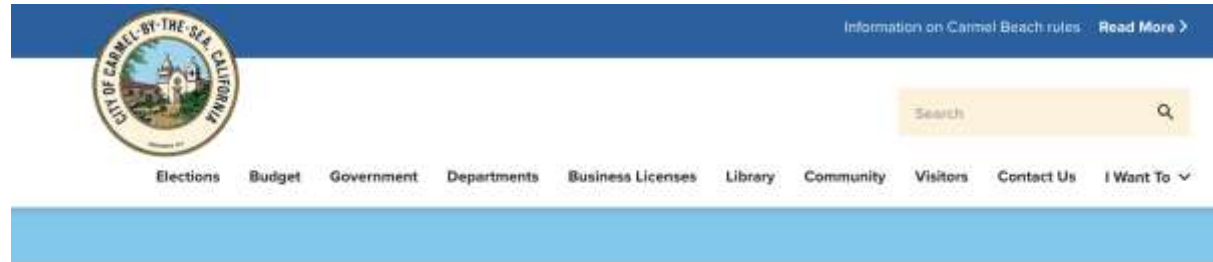 Information on Carmel Beach rules Read More >
CITY OF CARMEL-BY-THE-SEA, CALIFORNIA
Search
Elections Budget Government Departments Business Licenses Library Community Visitors Contact Us I Want To